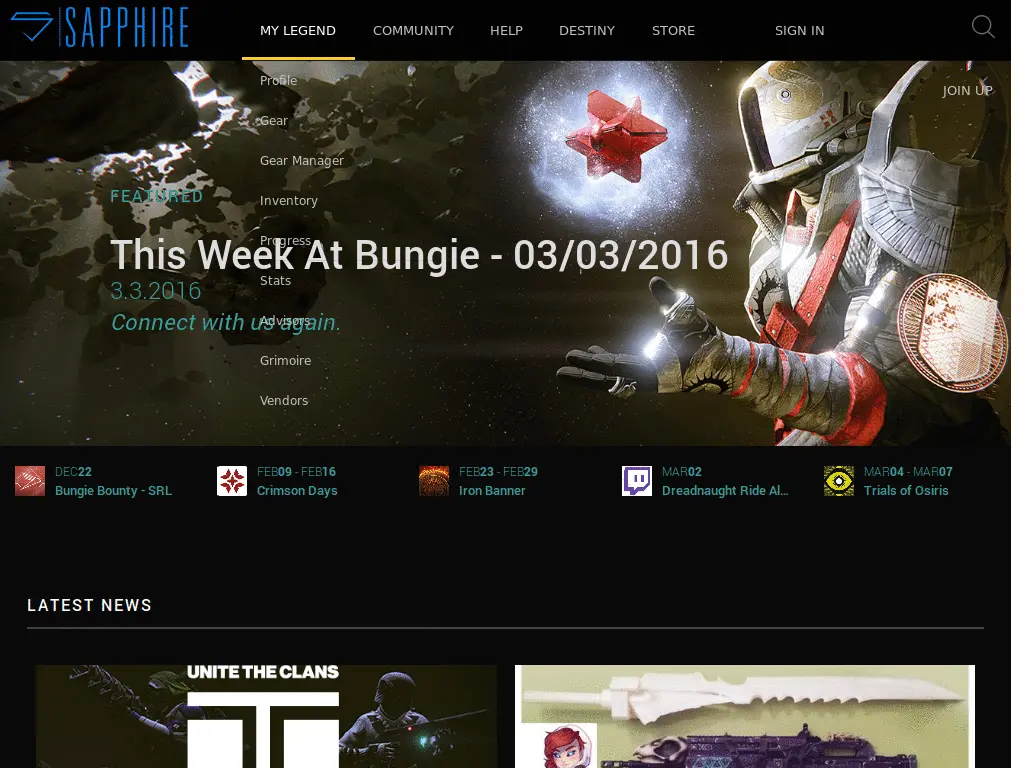 SAPPHIRE
MY LEGEND COMMUNITY HELP DESTINY STORE SIGN IN
JOIN UP
Profile
Gear
Gear Manager
Inventory
Progress
Stats
Advisors
Grimoire
Vendors
FEATURED
This Week At Bungie - 03/03/2016
3.3.2016
Connect with us again.
DEC22
Bungie Bounty - SRL
FEB09 - FEB16
Crimson Days
FEB23 - FEB29
Iron Banner
MAR02
Dreadnaught Ride Al...
MAR04 - MAR07
Trials of Osiris
LATEST NEWS
UNITE THE CLANS